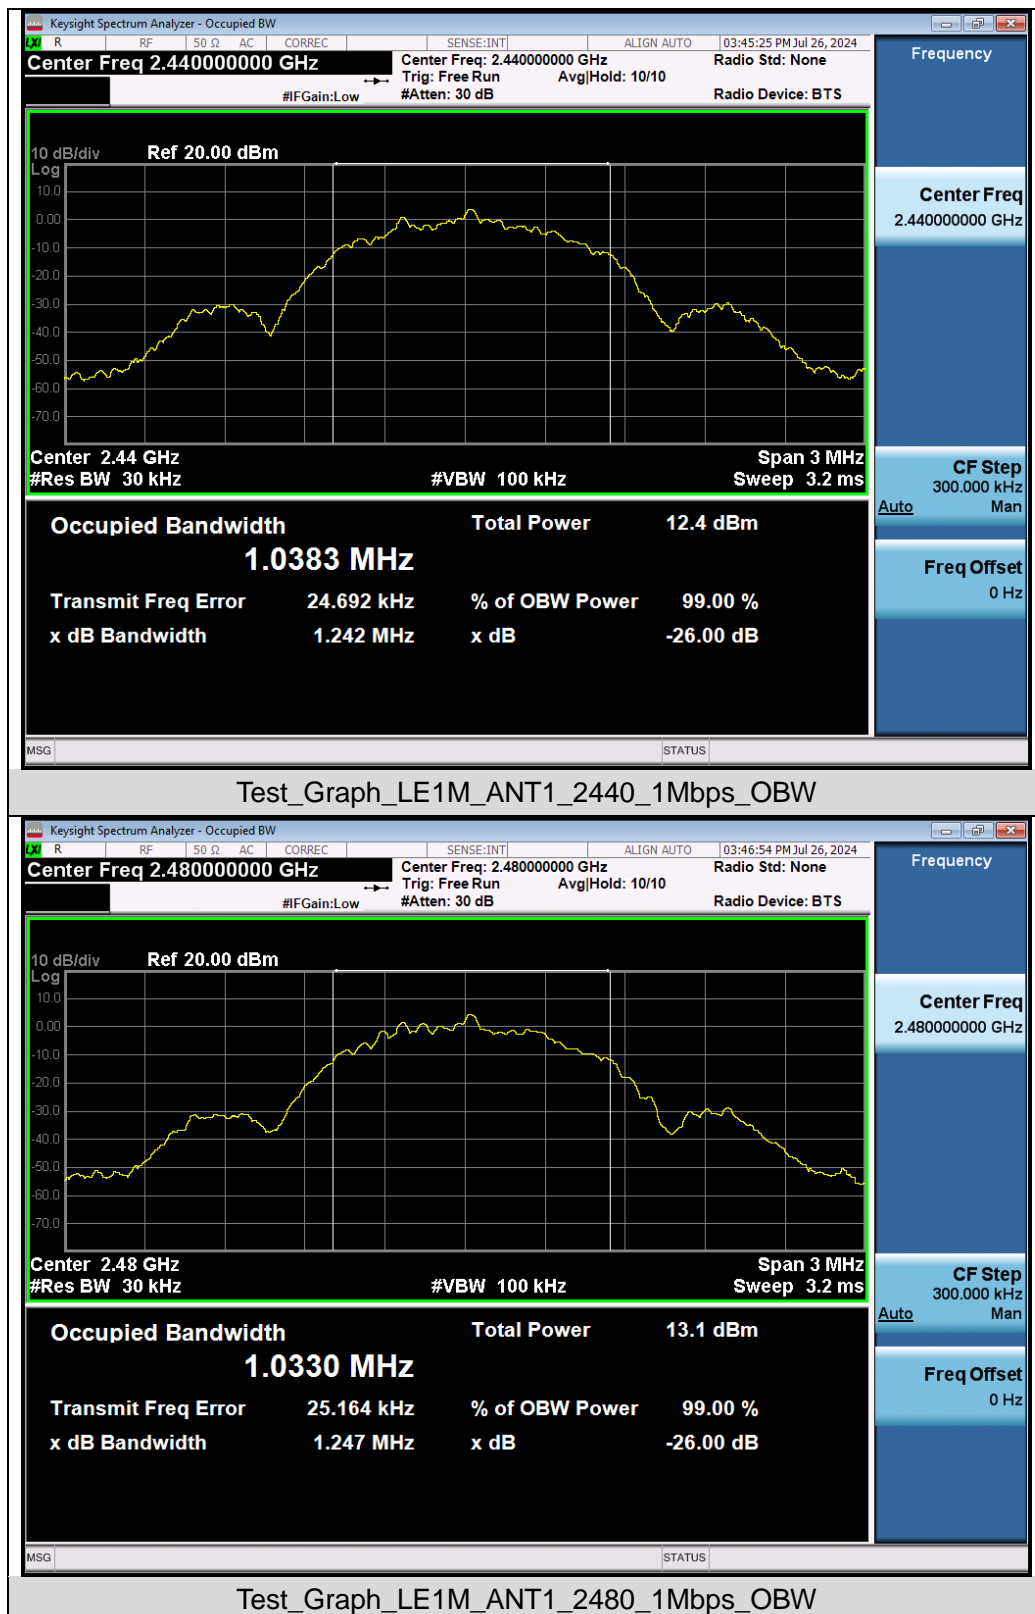 Keysight Spectrum Analyzer - Occupied BW
LXI R RF 50 Ω AC CORREC SENSE:INT ALIGN AUTO 03:45:25 PM Jul 26, 2024
Center Freq 2.440000000 GHz Center Freq: 2.440000000 GHz Radio Std: None
Trig: Free Run Avg|Hold: 10/10
#IFGain:Low #Atten: 30 dB Radio Device: BTS
Frequency
10 dB/div Ref 20.00 dBm
Log
10.0
0.00
-10.0
-20.0
-30.0
-40.0
-50.0
-60.0
-70.0
Center 2.44 GHz Span 3 MHz
#Res BW 30 kHz #VBW 100 kHz Sweep 3.2 ms
Center Freq
2.440000000 GHz
CF Step
300.000 kHz
Auto Man
Freq Offset
0 Hz
Occupied Bandwidth Total Power 12.4 dBm
1.0383 MHz
Transmit Freq Error 24.692 kHz % of OBW Power 99.00 %
x dB Bandwidth 1.242 MHz x dB -26.00 dB
MSG STATUS
Test_Graph_LE1M_ANT1_2440_1Mbps_OBW
Keysight Spectrum Analyzer - Occupied BW
LXI R RF 50 Ω AC CORREC SENSE:INT ALIGN AUTO 03:46:54 PM Jul 26, 2024
Center Freq 2.480000000 GHz Center Freq: 2.480000000 GHz Radio Std: None
Trig: Free Run Avg|Hold: 10/10
#IFGain:Low #Atten: 30 dB Radio Device: BTS
Frequency
10 dB/div Ref 20.00 dBm
Log
10.0
0.00
-10.0
-20.0
-30.0
-40.0
-50.0
-60.0
-70.0
Center 2.48 GHz Span 3 MHz
#Res BW 30 kHz #VBW 100 kHz Sweep 3.2 ms
Center Freq
2.480000000 GHz
CF Step
300.000 kHz
Auto Man
Freq Offset
0 Hz
Occupied Bandwidth Total Power 13.1 dBm
1.0330 MHz
Transmit Freq Error 25.164 kHz % of OBW Power 99.00 %
x dB Bandwidth 1.247 MHz x dB -26.00 dB
MSG STATUS
Test_Graph_LE1M_ANT1_2480_1Mbps_OBW